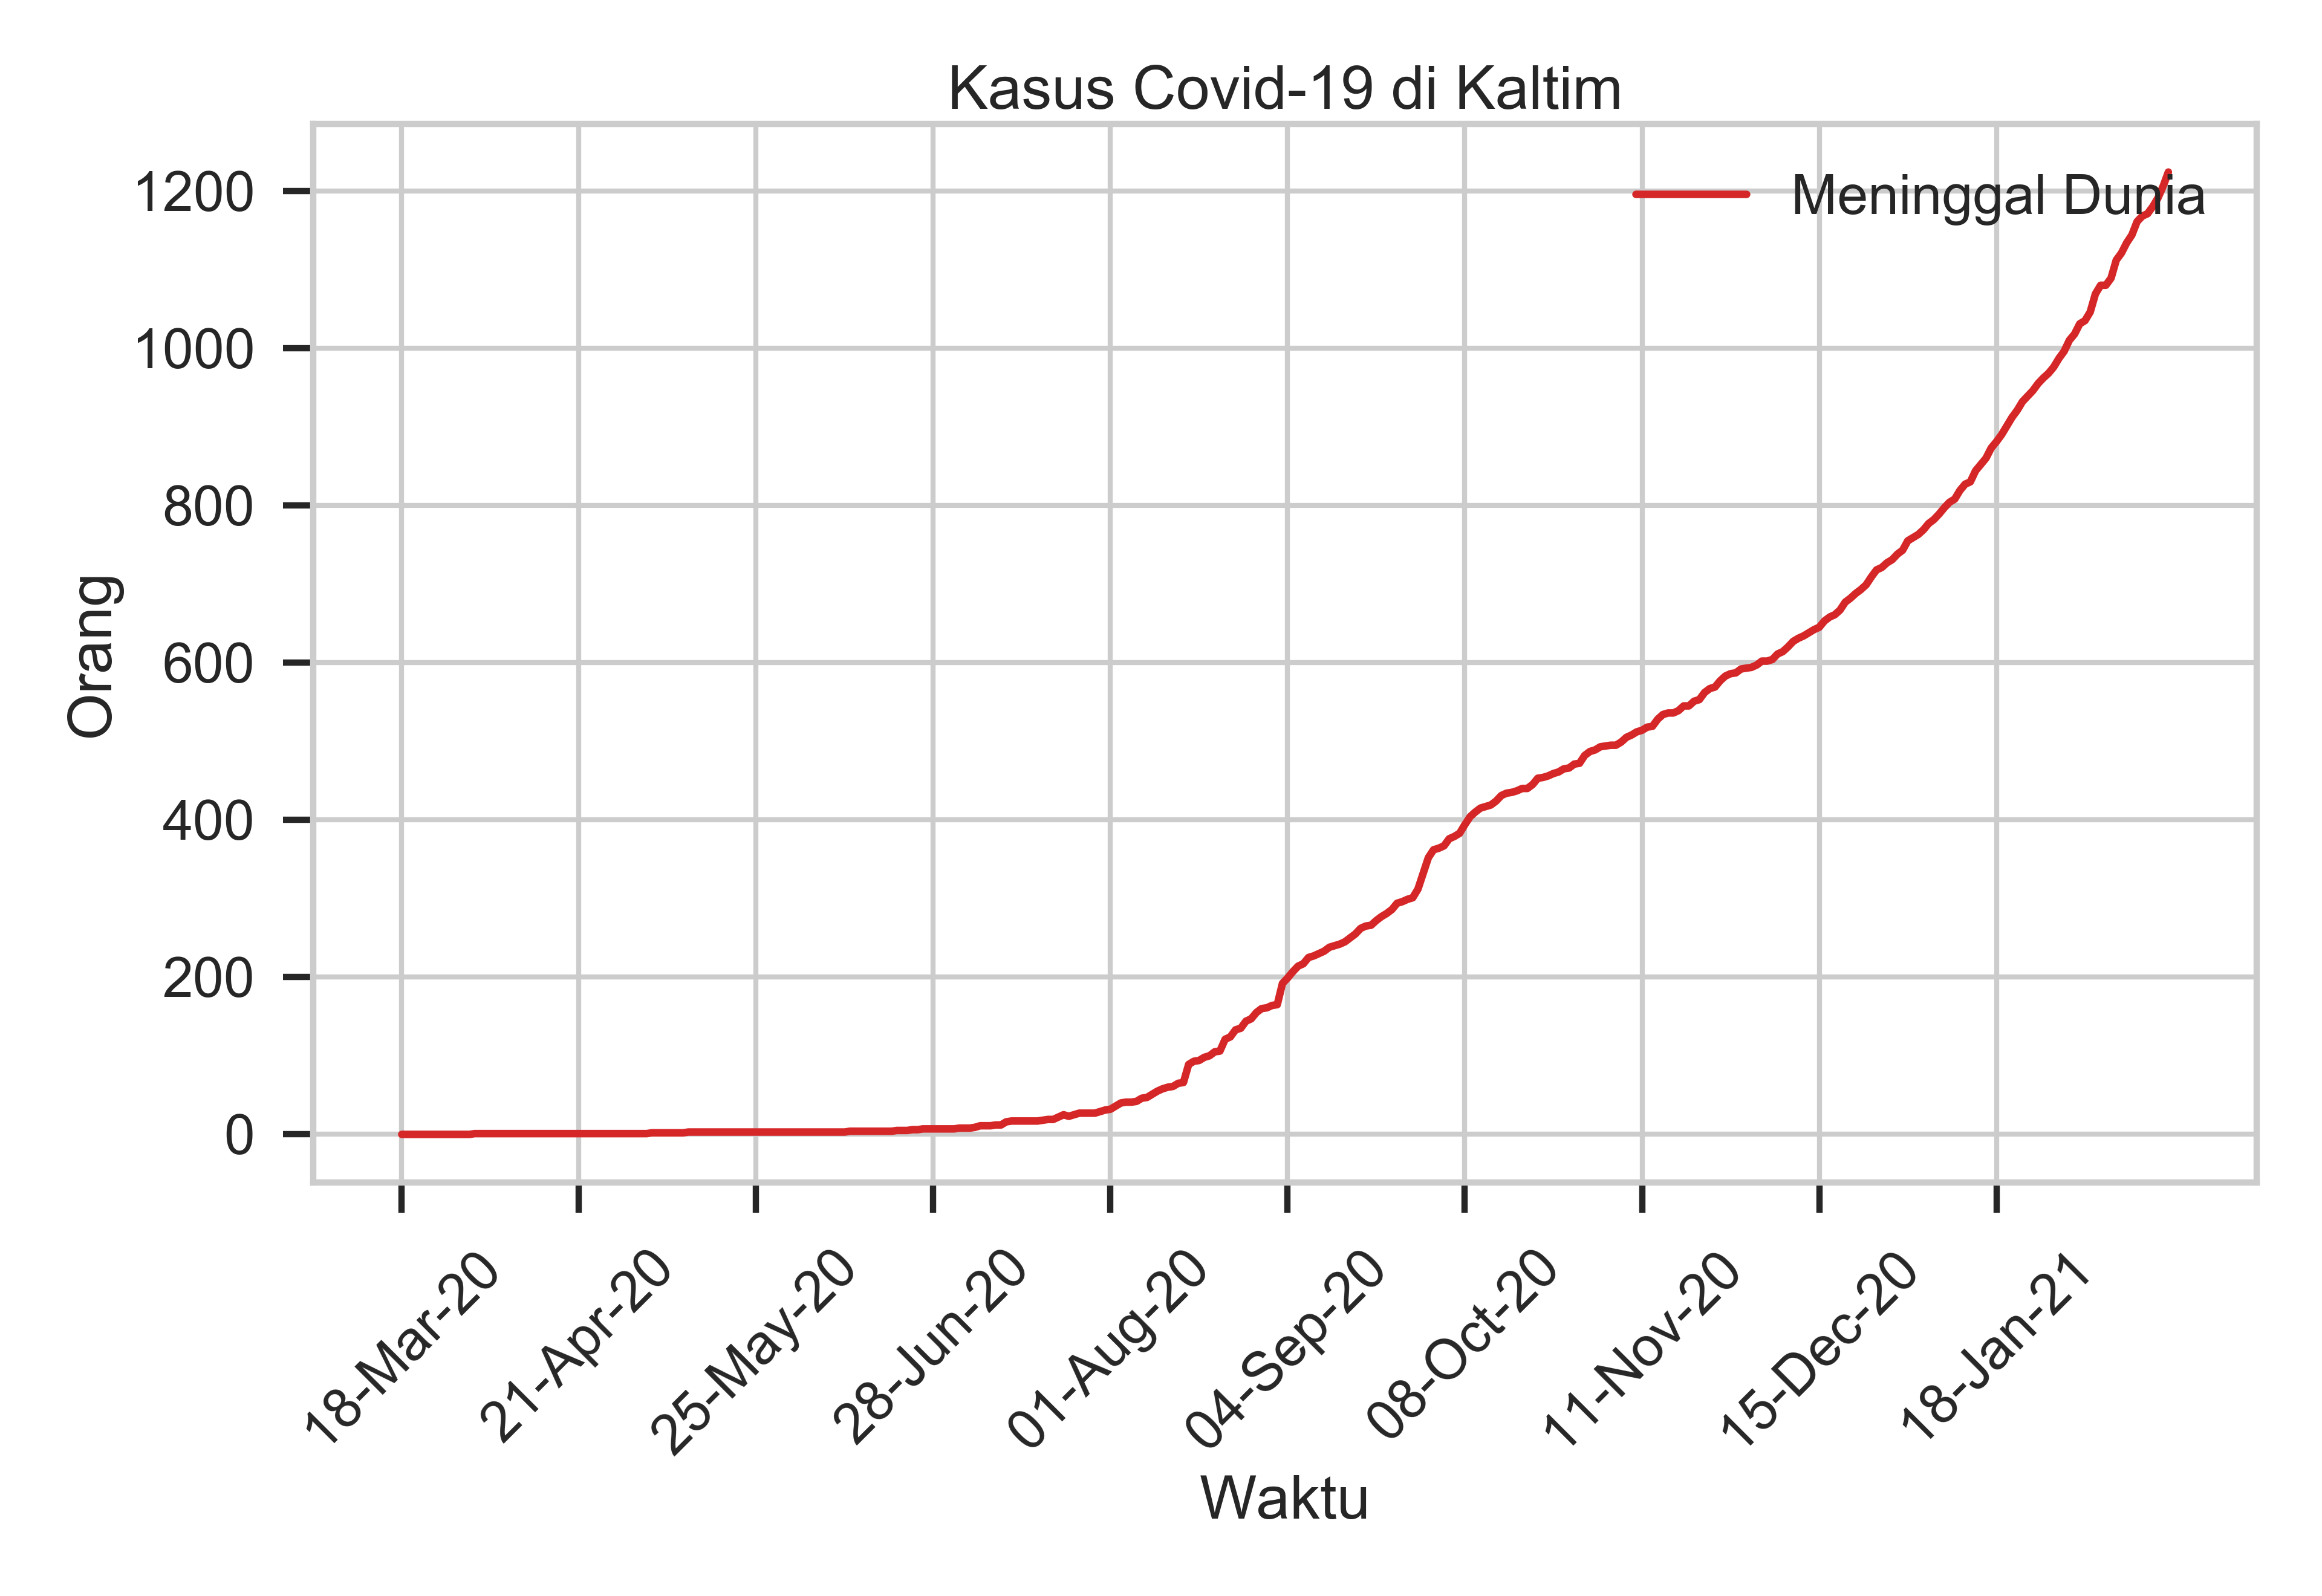 Kasus Covid-19 di Kaltim
Meninggal Dunia
1200
1000
800
600
400
200
0
Orang
18-Mar-20
21-Apr-20
25-May-20
28-Jun-20
01-Aug-20
04-Sep-20
08-Oct-20
11-Nov-20
15-Dec-20
18-Jan-21
Waktu